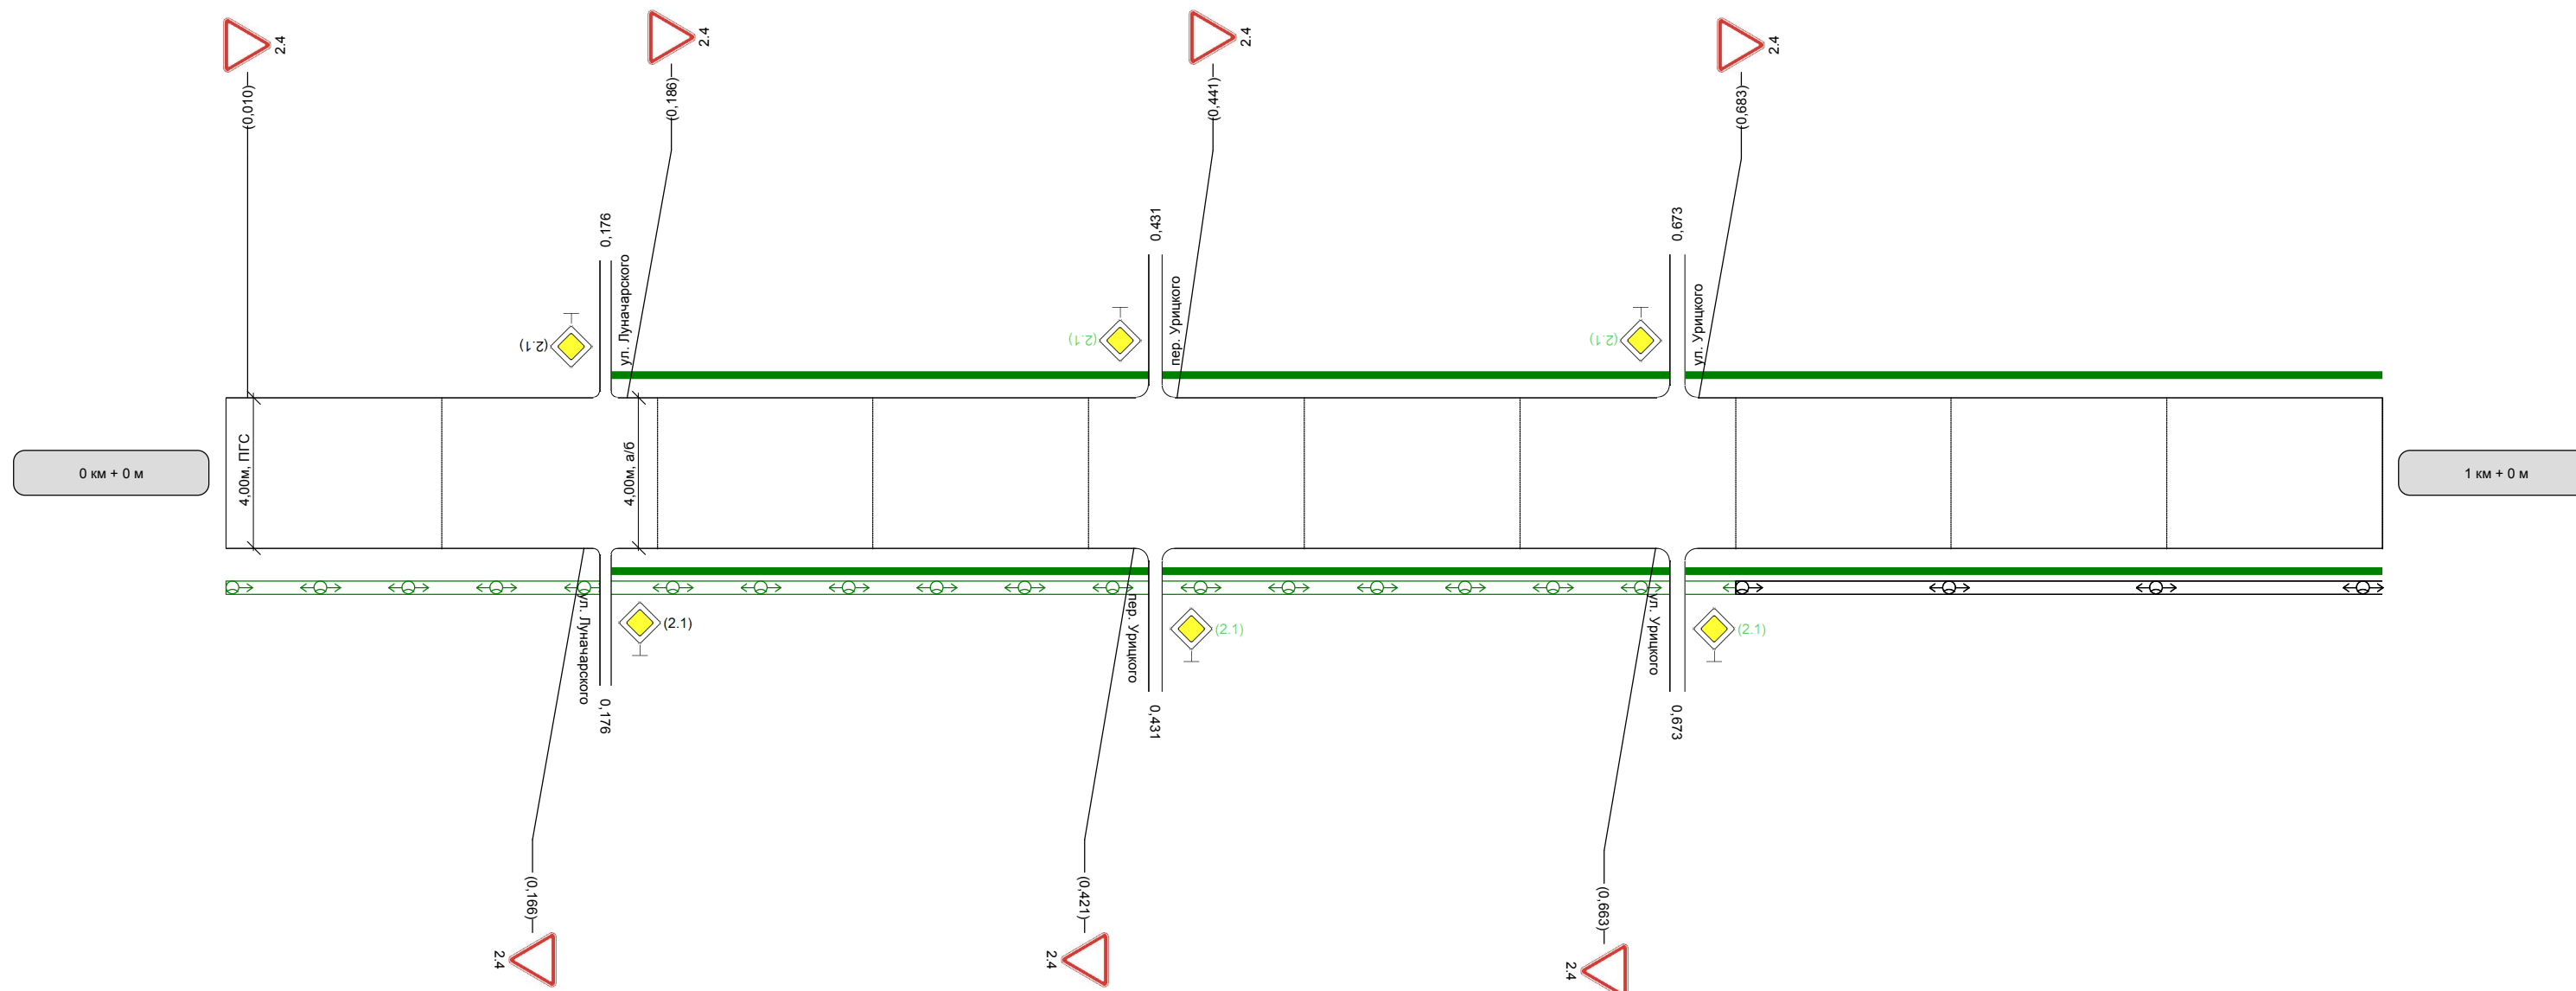 2.4
2.4
2.4
2.4
(0,010)
(0,186)
(0,441)
(0,683)
0,176
0,431
0,673
ул. Луначарского
пер. Урицкого
ул. Урицкого
(2.1)
(2.1)
(2.1)
0 км + 0 м
4,00м, ПГС
4,00м, а/б
1 км + 0 м
ул. Луначарского
(2.1)
пер. Урицкого
(2.1)
ул. Урицкого
(2.1)
0,176
0,431
0,673
(0,166)
(0,421)
(0,663)
2.4
2.4
2.4